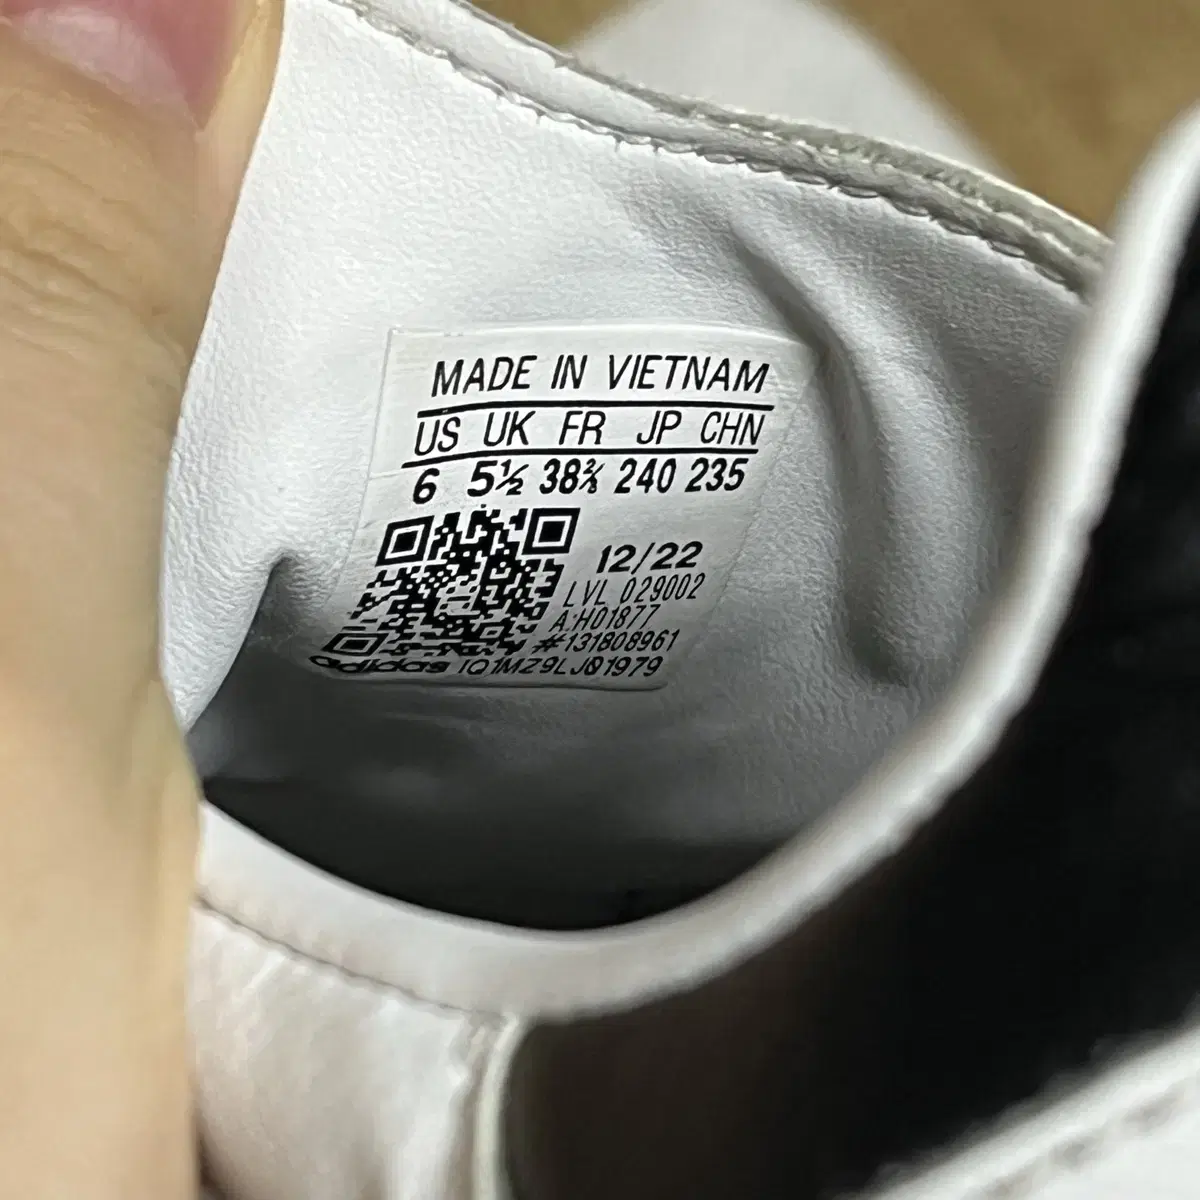 MADE IN VIETNAM
US UK FR JP CHN
6 5½ 38⅔ 240 235
12/22
LVL 029002
A:H01877
#131808961
adidas 1Q1MZ9LJ01979